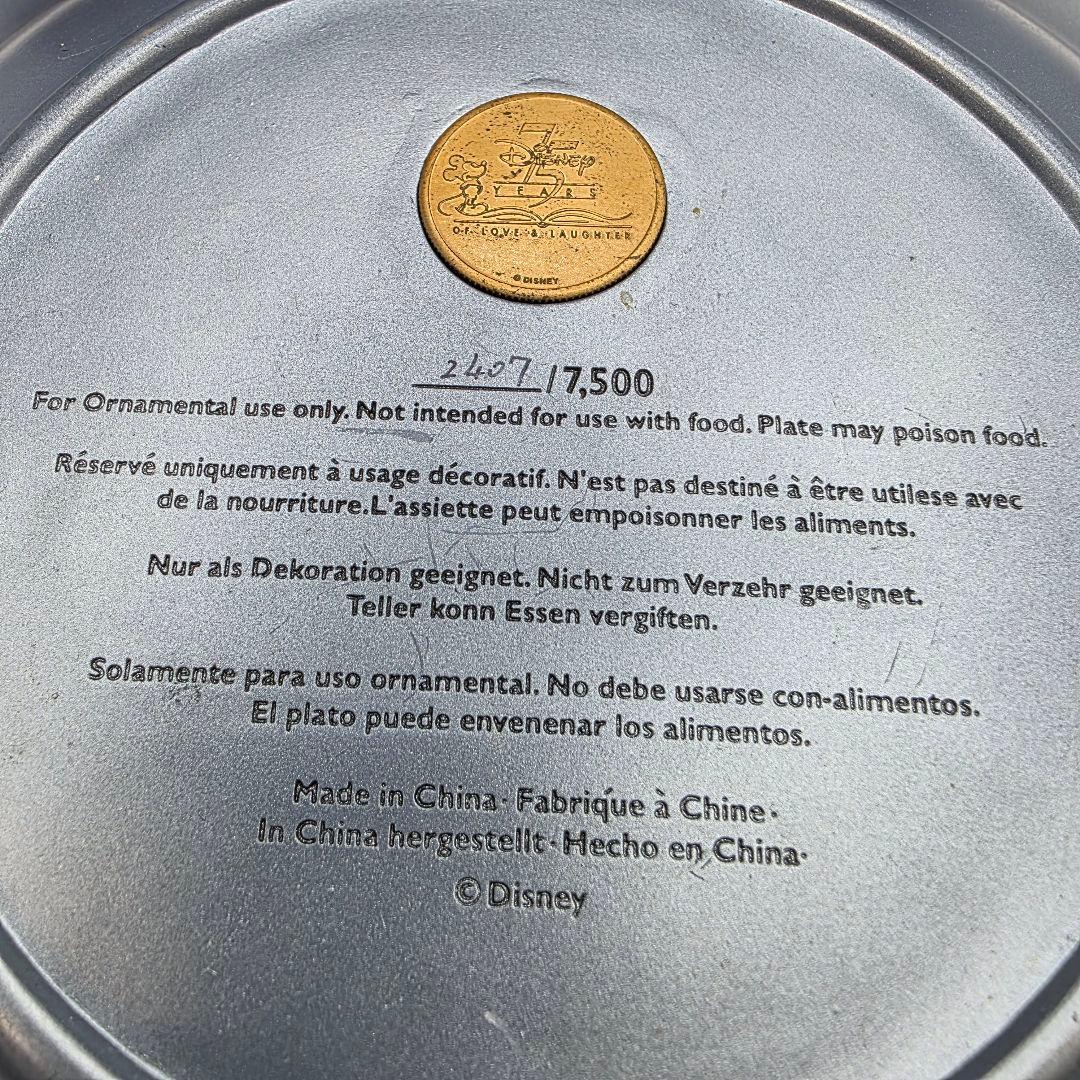 75
Disney
YEARS
OF LOVE & LAUGHTER
© DISNEY
2407 /7,500
For Ornamental use only. Not intended for use with food. Plate may poison food.
Réservé uniquement à usage décoratif. N'est pas destiné à être utilese avec
de la nourriture.L'assiette peut empoisonner les aliments.
Nur als Dekoration geeignet. Nicht zum Verzehr geeignet.
Teller konn Essen vergiften.
Solamente para uso ornamental. No debe usarse con-alimentos.
El plato puede envenenar los alimentos.
Made in China· Fabriqúe à Chine·
In China hergestellt· Hecho en China·
© Disney